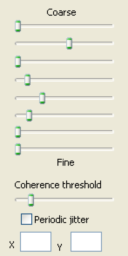 Coarse
Fine
Coherence threshold
Periodic jitter
X Y